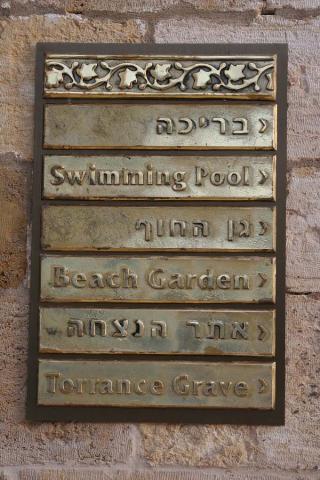 בריכה
Swimming Pool
גן החוף
Beach Garden
אתר הנצחה
Torrance Grave